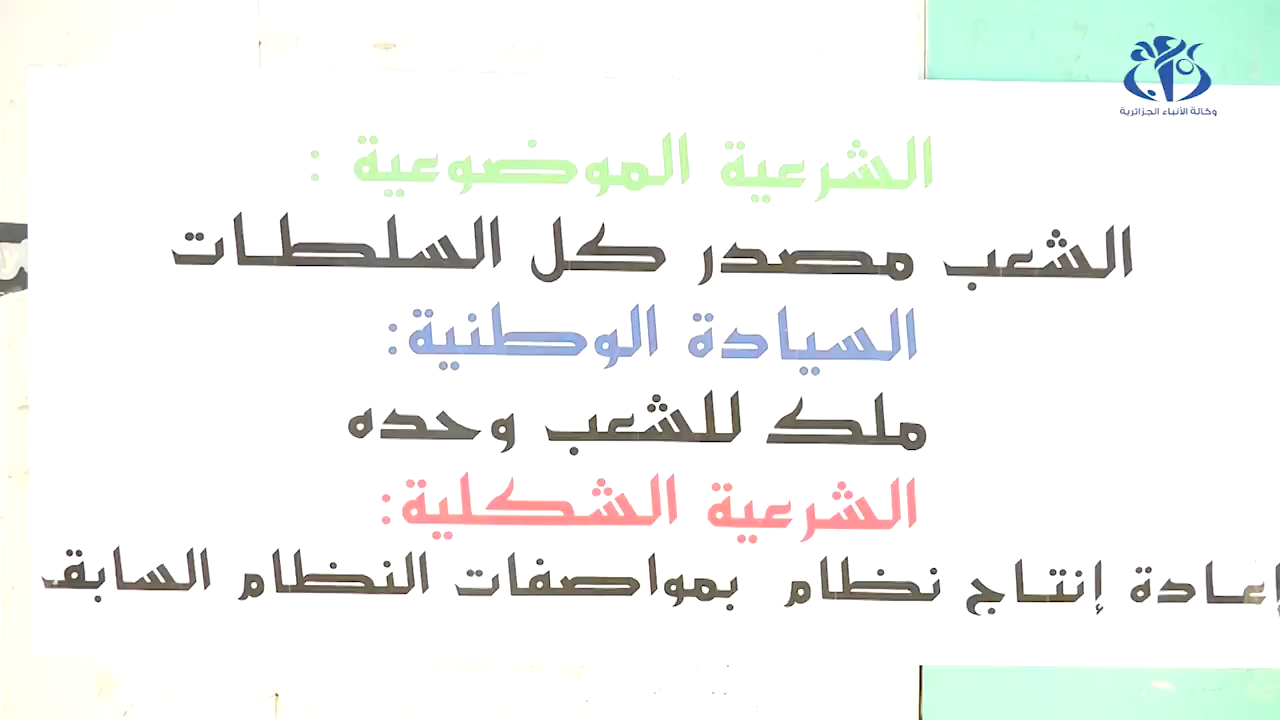 وكالة الأنباء الجزائرية
الشرعية الموضوعية :
الشعب مصدر كل السلطات
السيادة الوطنية:
ملك للشعب وحده
الشرعية الشكلية:
إعادة إنتاج نظام بمواصفات النظام السابق